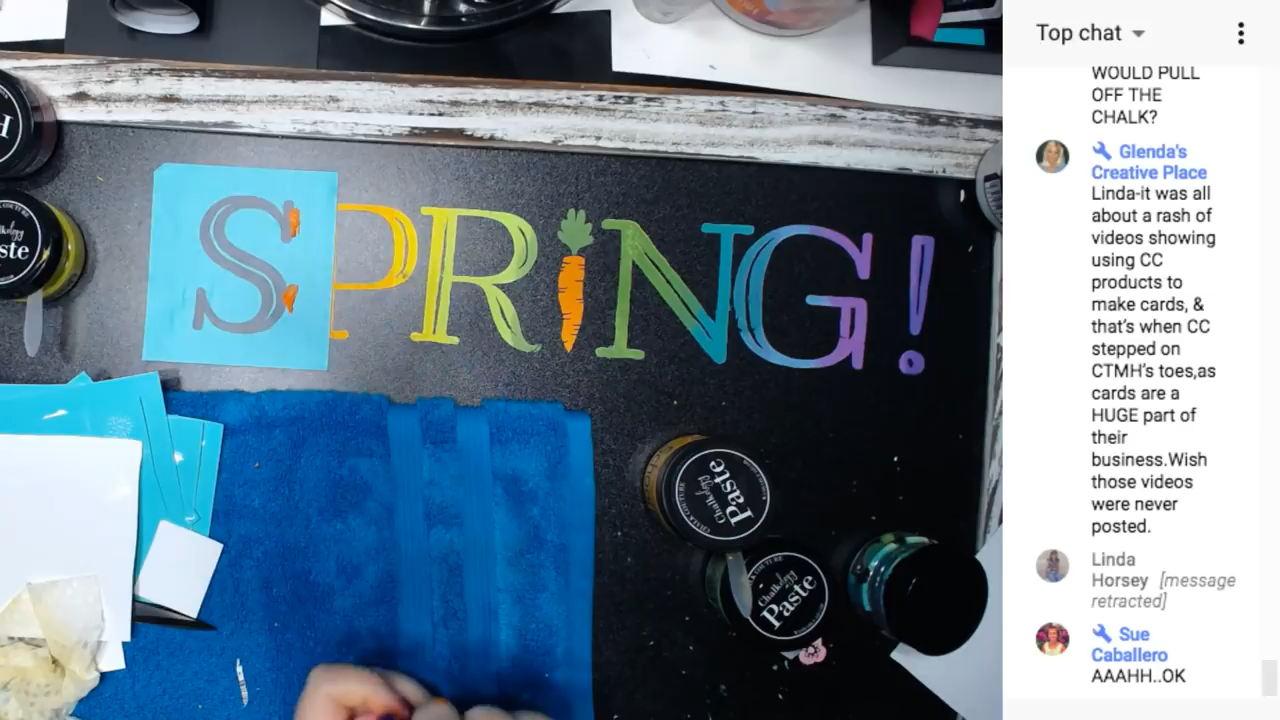 SPRING!
ste
Chalkology
Paste
CHALK COUTURE
Chalkology
Paste
Top chat
WOULD PULL
OFF THE
CHALK?
Glenda's
Creative Place
Linda-it was all
about a rash of
videos showing
using CC
products to
make cards, &
that's when CC
stepped on
CTMH's toes,as
cards are a
HUGE part of
their
business.Wish
those videos
were never
posted.
Linda
Horsey [message
retracted]
Sue
Caballero
AAAHH..OK